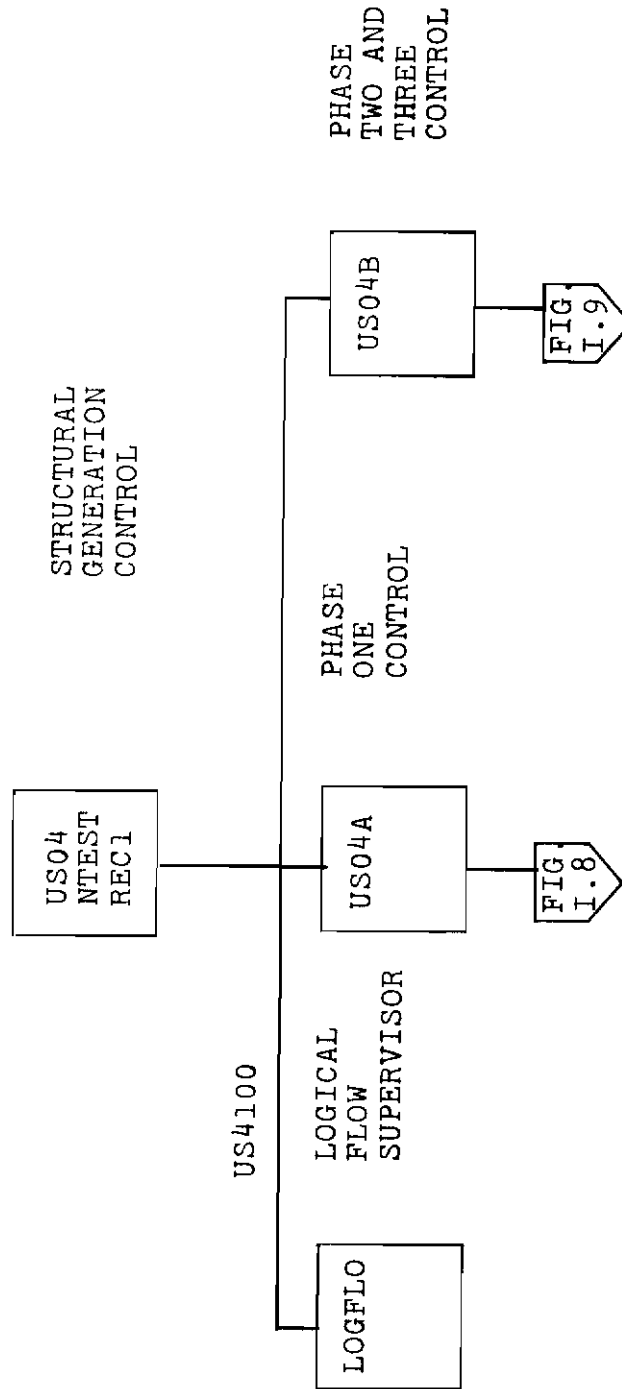 US04
NTEST
REC1
STRUCTURAL
GENERATION
CONTROL
US4100
LOGFLO
LOGICAL
FLOW
SUPERVISOR
US04A
PHASE
ONE
CONTROL
US04B
PHASE
TWO AND
THREE
CONTROL
FIG.
I.8
FIG.
I.9